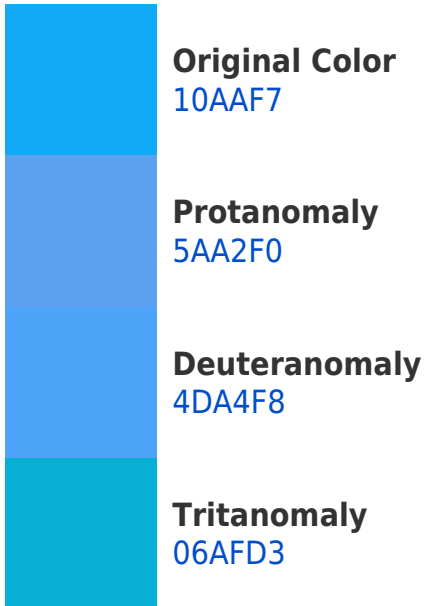 Original Color
10AAF7
Protanomaly
5AA2F0
Deuteranomaly
4DA4F8
Tritanomaly
06AFD3